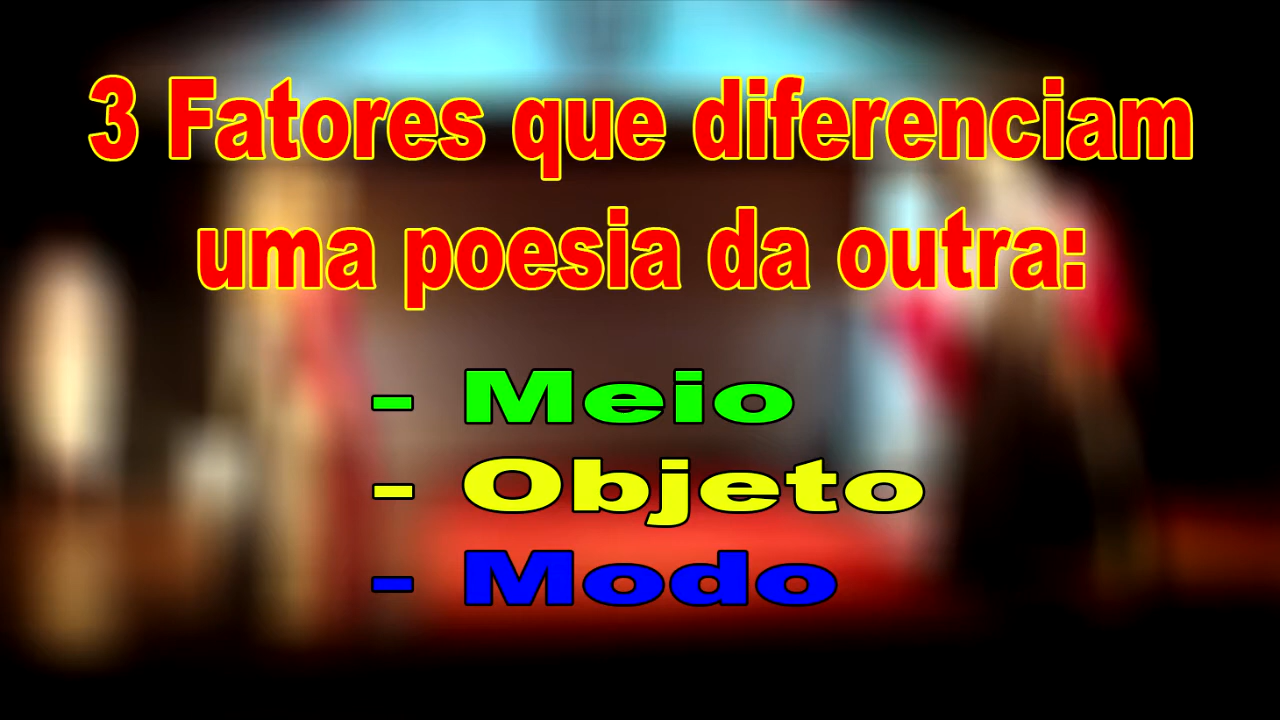 3 Fatores que diferenciam
uma poesia da outra:
- Meio
- Objeto
- Modo